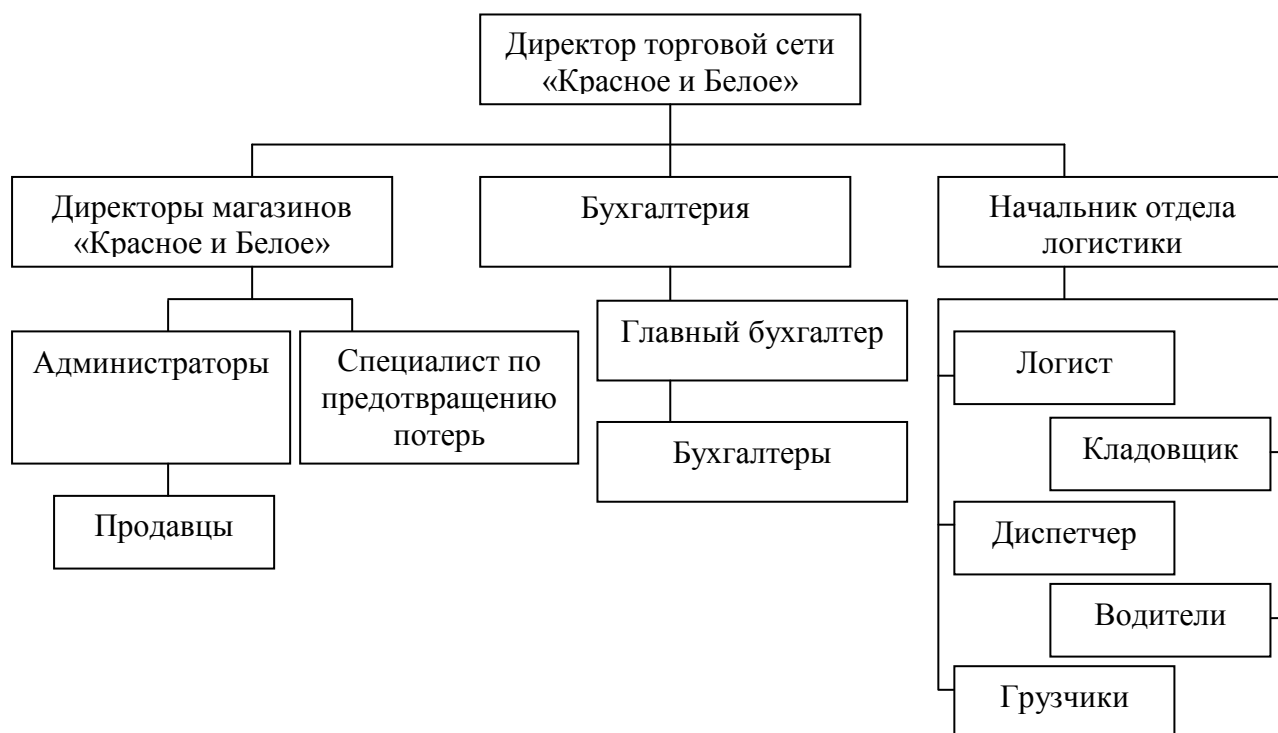 Директор торговой сети
«Красное и Белое»
Директоры магазинов
«Красное и Белое»
Бухгалтерия
Начальник отдела
логистики
Администраторы
Специалист по
предотвращению
потерь
Продавцы
Главный бухгалтер
Бухгалтеры
Логист
Кладовщик
Диспетчер
Водители
Грузчики